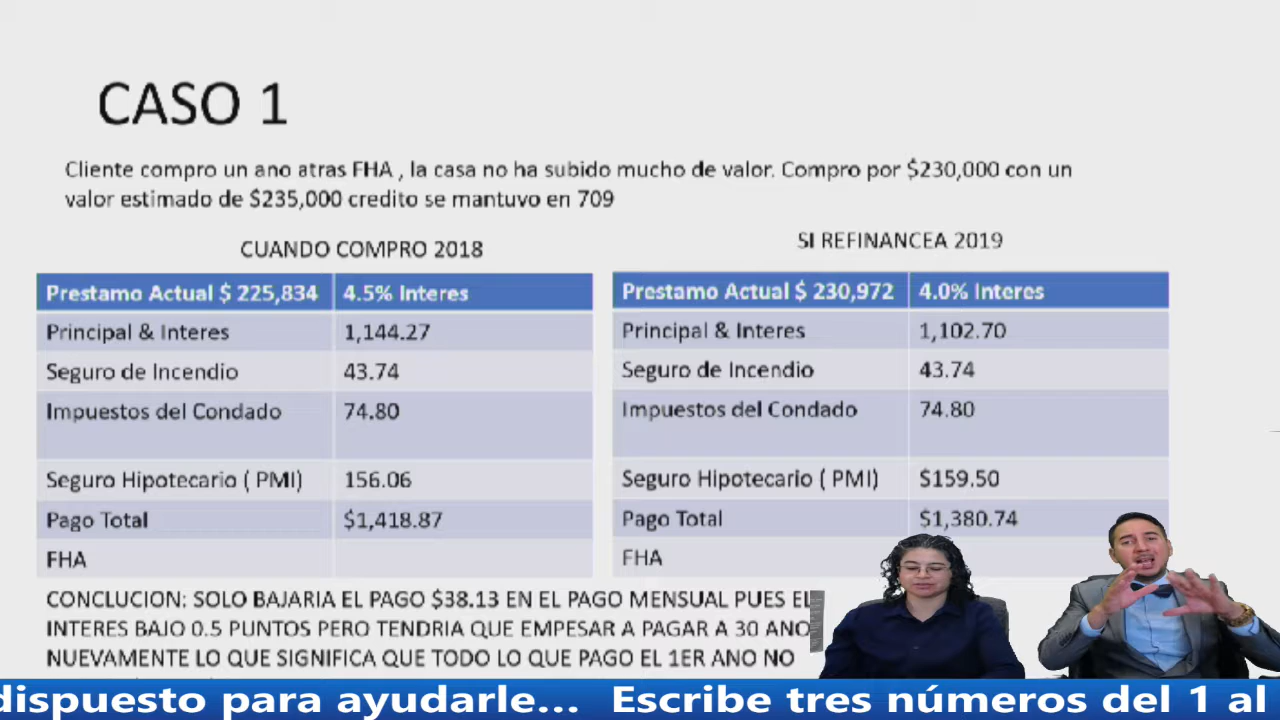 CASO 1
Cliente compro un ano atras FHA , la casa no ha subido mucho de valor. Compro por $230,000 con un
valor estimado de $235,000 credito se mantuvo en 709
CUANDO COMPRO 2018
Prestamo Actual $ 225,834 4.5% Interes
Principal & Interes 1,144.27
Seguro de Incendio 43.74
Impuestos del Condado 74.80
Seguro Hipotecario ( PMI) 156.06
Pago Total $1,418.87
FHA
SI REFINANCEA 2019
Prestamo Actual $ 230,972 4.0% Interes
Principal & Interes 1,102.70
Seguro de Incendio 43.74
Impuestos del Condado 74.80
Seguro Hipotecario ( PMI) $159.50
Pago Total $1,380.74
FHA
CONCLUCION: SOLO BAJARIA EL PAGO $38.13 EN EL PAGO MENSUAL PUES EL
INTERES BAJO 0.5 PUNTOS PERO TENDRIA QUE EMPESAR A PAGAR A 30 ANO
NUEVAMENTE LO QUE SIGNIFICA QUE TODO LO QUE PAGO EL 1ER ANO NO
dispuesto para ayudarle... Escribe tres números del 1 al